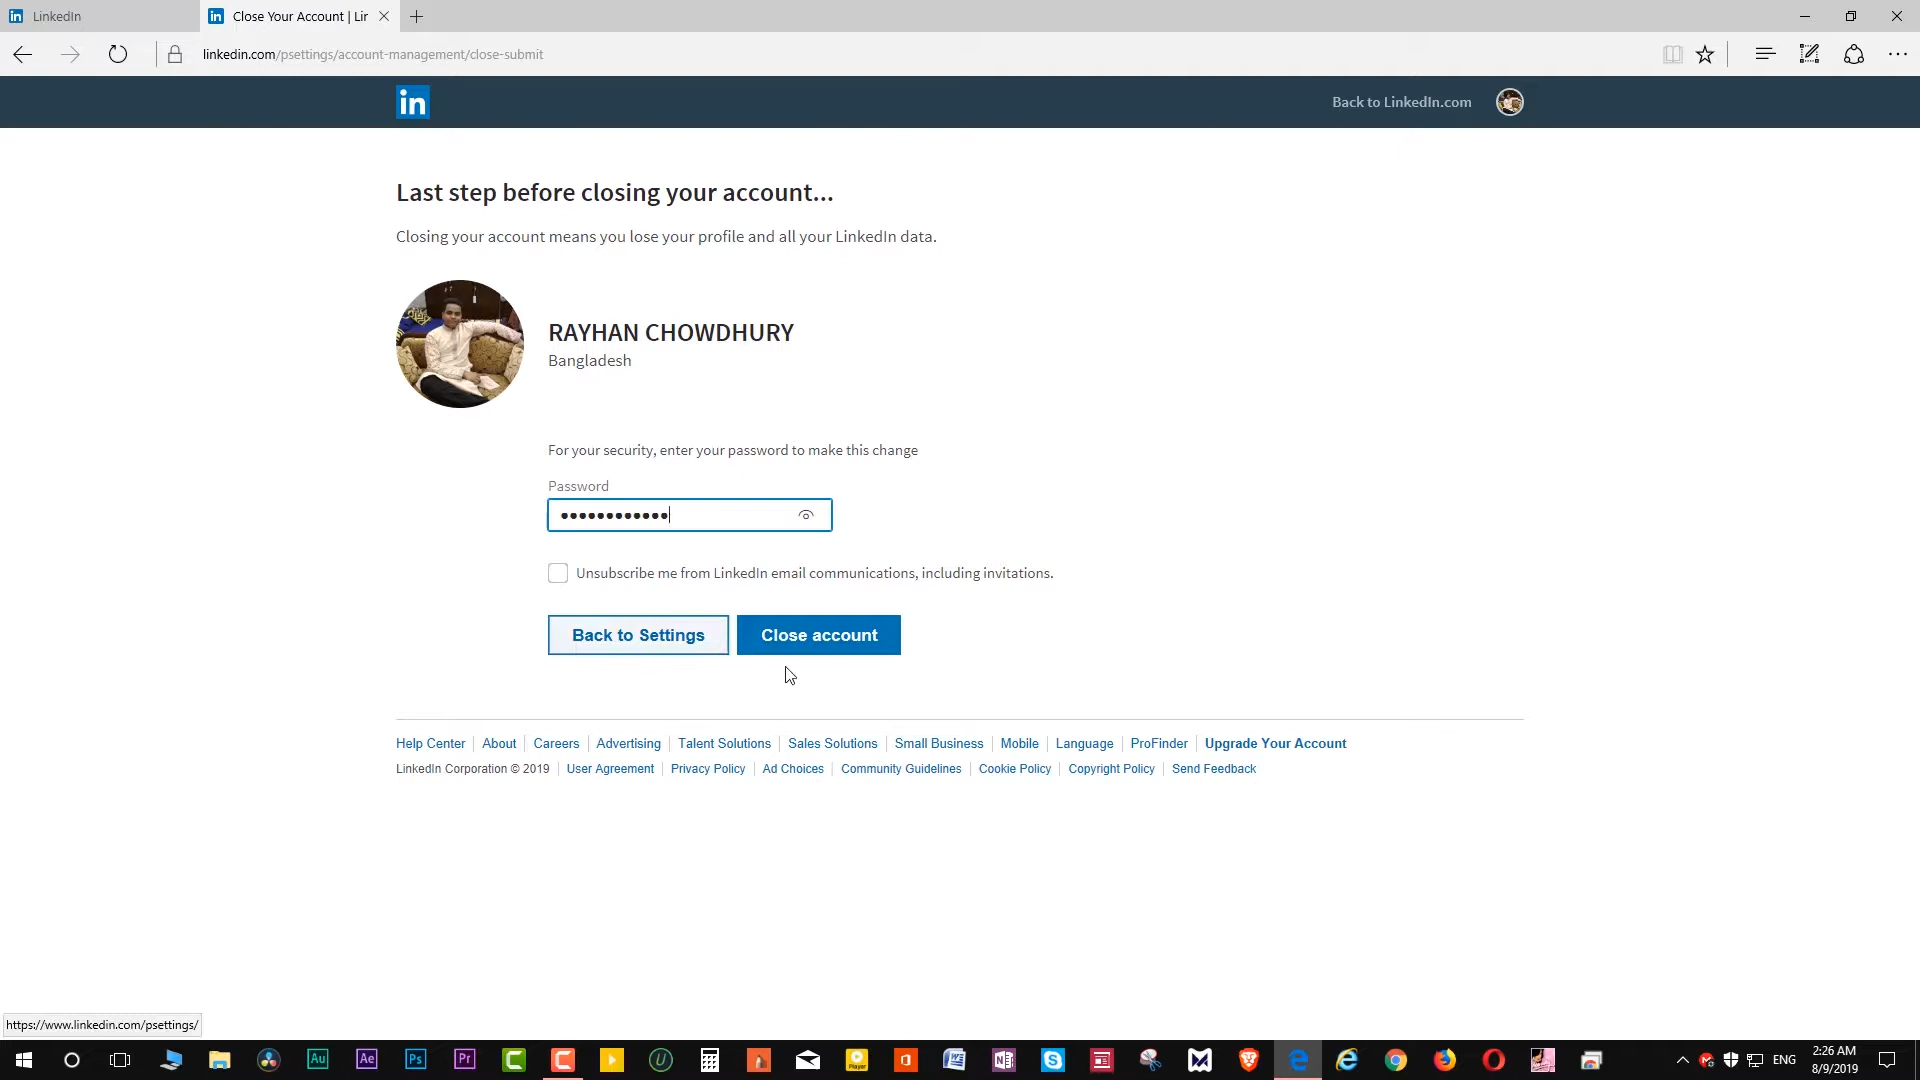 LinkedIn
Close Your Account | Lir
linkedin.com/psettings/account-management/close-submit
in
Back to LinkedIn.com
Last step before closing your account...
Closing your account means you lose your profile and all your LinkedIn data.
RAYHAN CHOWDHURY
Bangladesh
For your security, enter your password to make this change
Password
••••••••••••
Unsubscribe me from LinkedIn email communications, including invitations.
Back to Settings
Close account
Help Center About Careers Advertising Talent Solutions Sales Solutions Small Business Mobile Language ProFinder Upgrade Your Account
LinkedIn Corporation © 2019 User Agreement Privacy Policy Ad Choices Community Guidelines Cookie Policy Copyright Policy Send Feedback
https://www.linkedin.com/psettings/
Au Ae Ps Pr
ENG
2:26 AM
8/9/2019